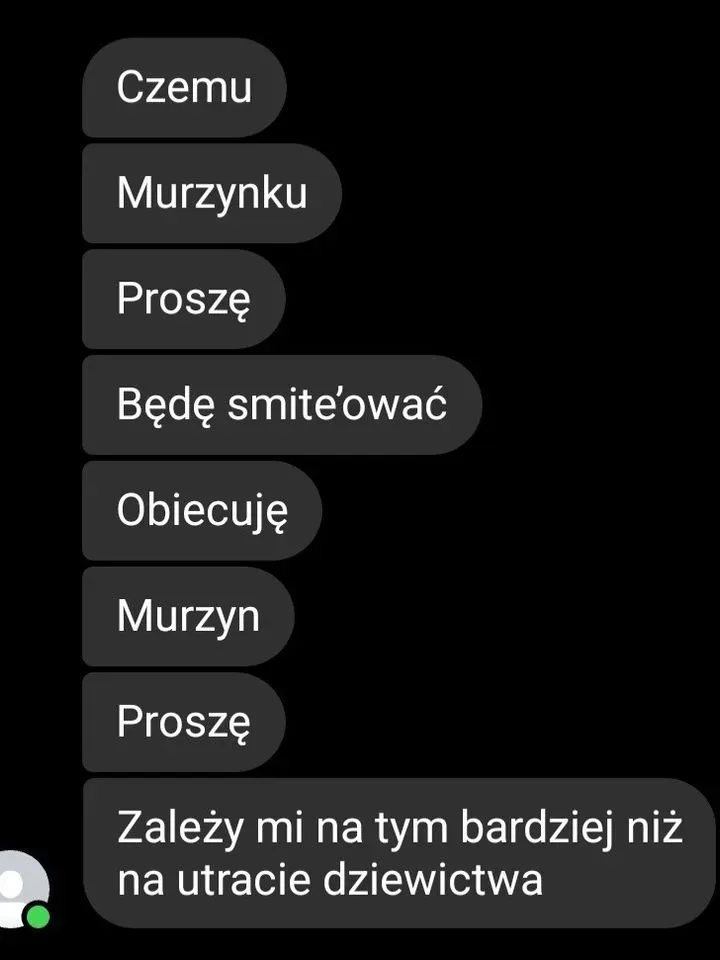 Czemu
Murzynku
Proszę
Będę smite’ować
Obiecuję
Murzyn
Proszę
Zależy mi na tym bardziej niż
na utracie dziewictwa